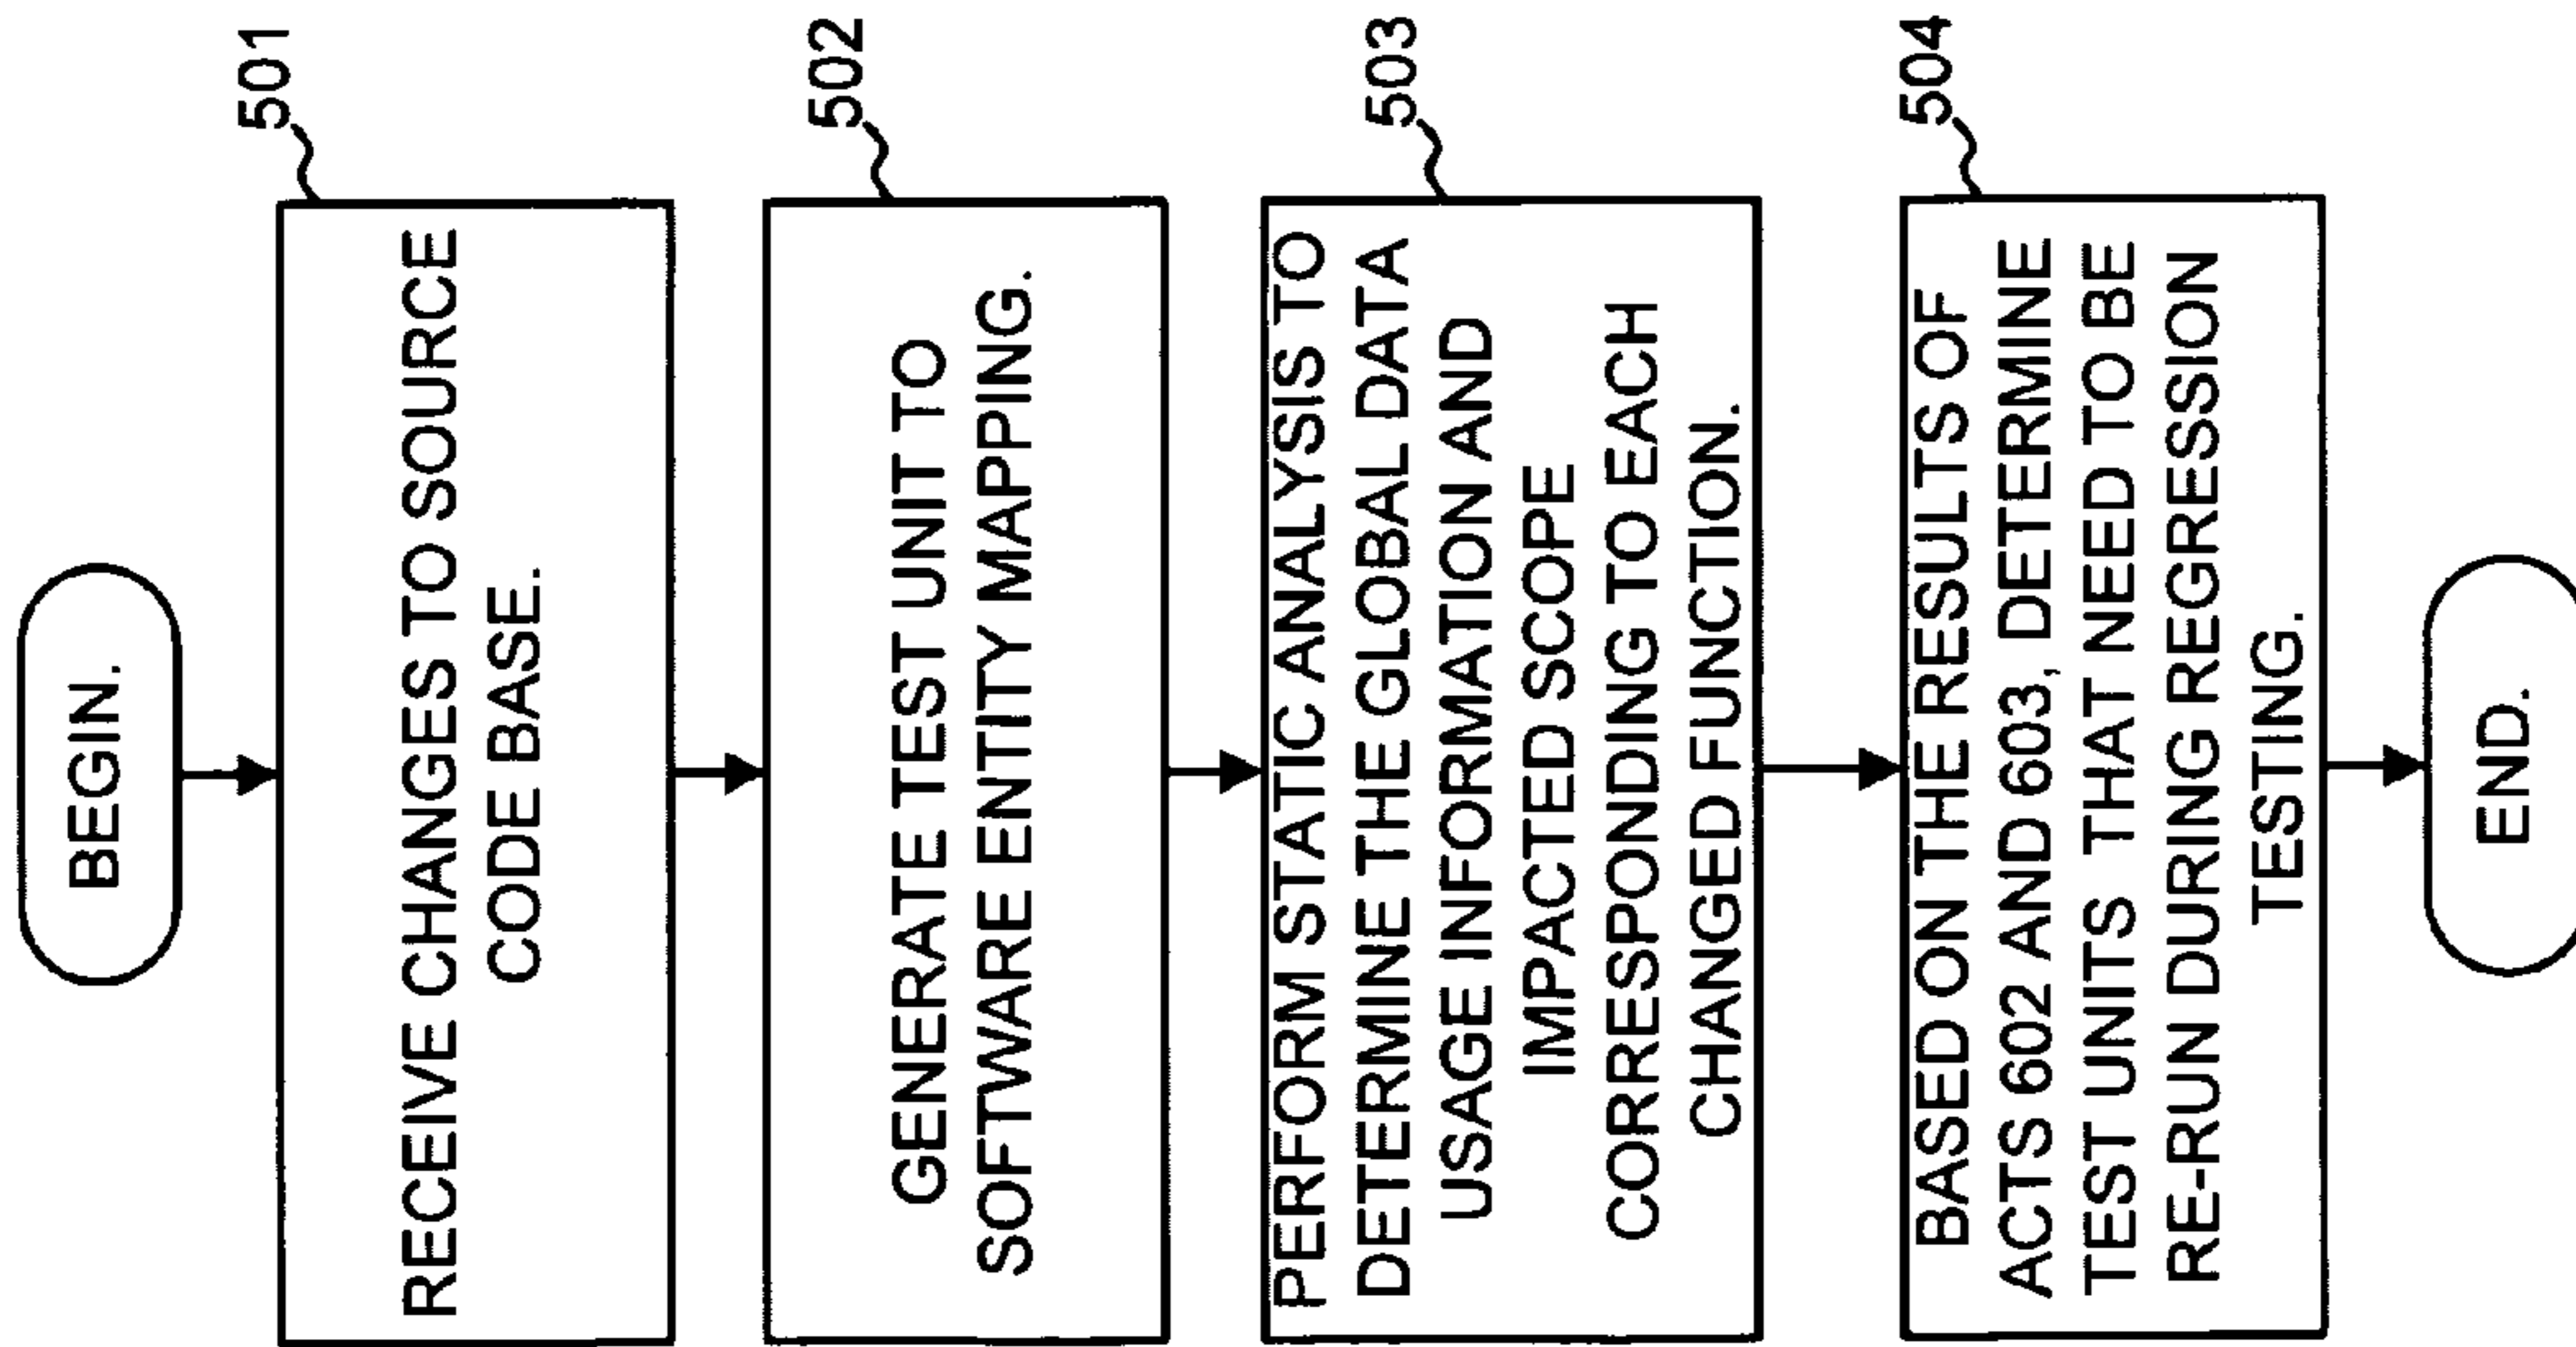 BEGIN.
501
RECEIVE CHANGES TO SOURCE
CODE BASE.
502
GENERATE TEST UNIT TO
SOFTWARE ENTITY MAPPING.
503
PERFORM STATIC ANALYSIS TO
DETERMINE THE GLOBAL DATA
USAGE INFORMATION AND
IMPACTED SCOPE
CORRESPONDING TO EACH
CHANGED FUNCTION.
504
BASED ON THE RESULTS OF
ACTS 602 AND 603, DETERMINE
TEST UNITS THAT NEED TO BE
RE-RUN DURING REGRESSION
TESTING.
END.